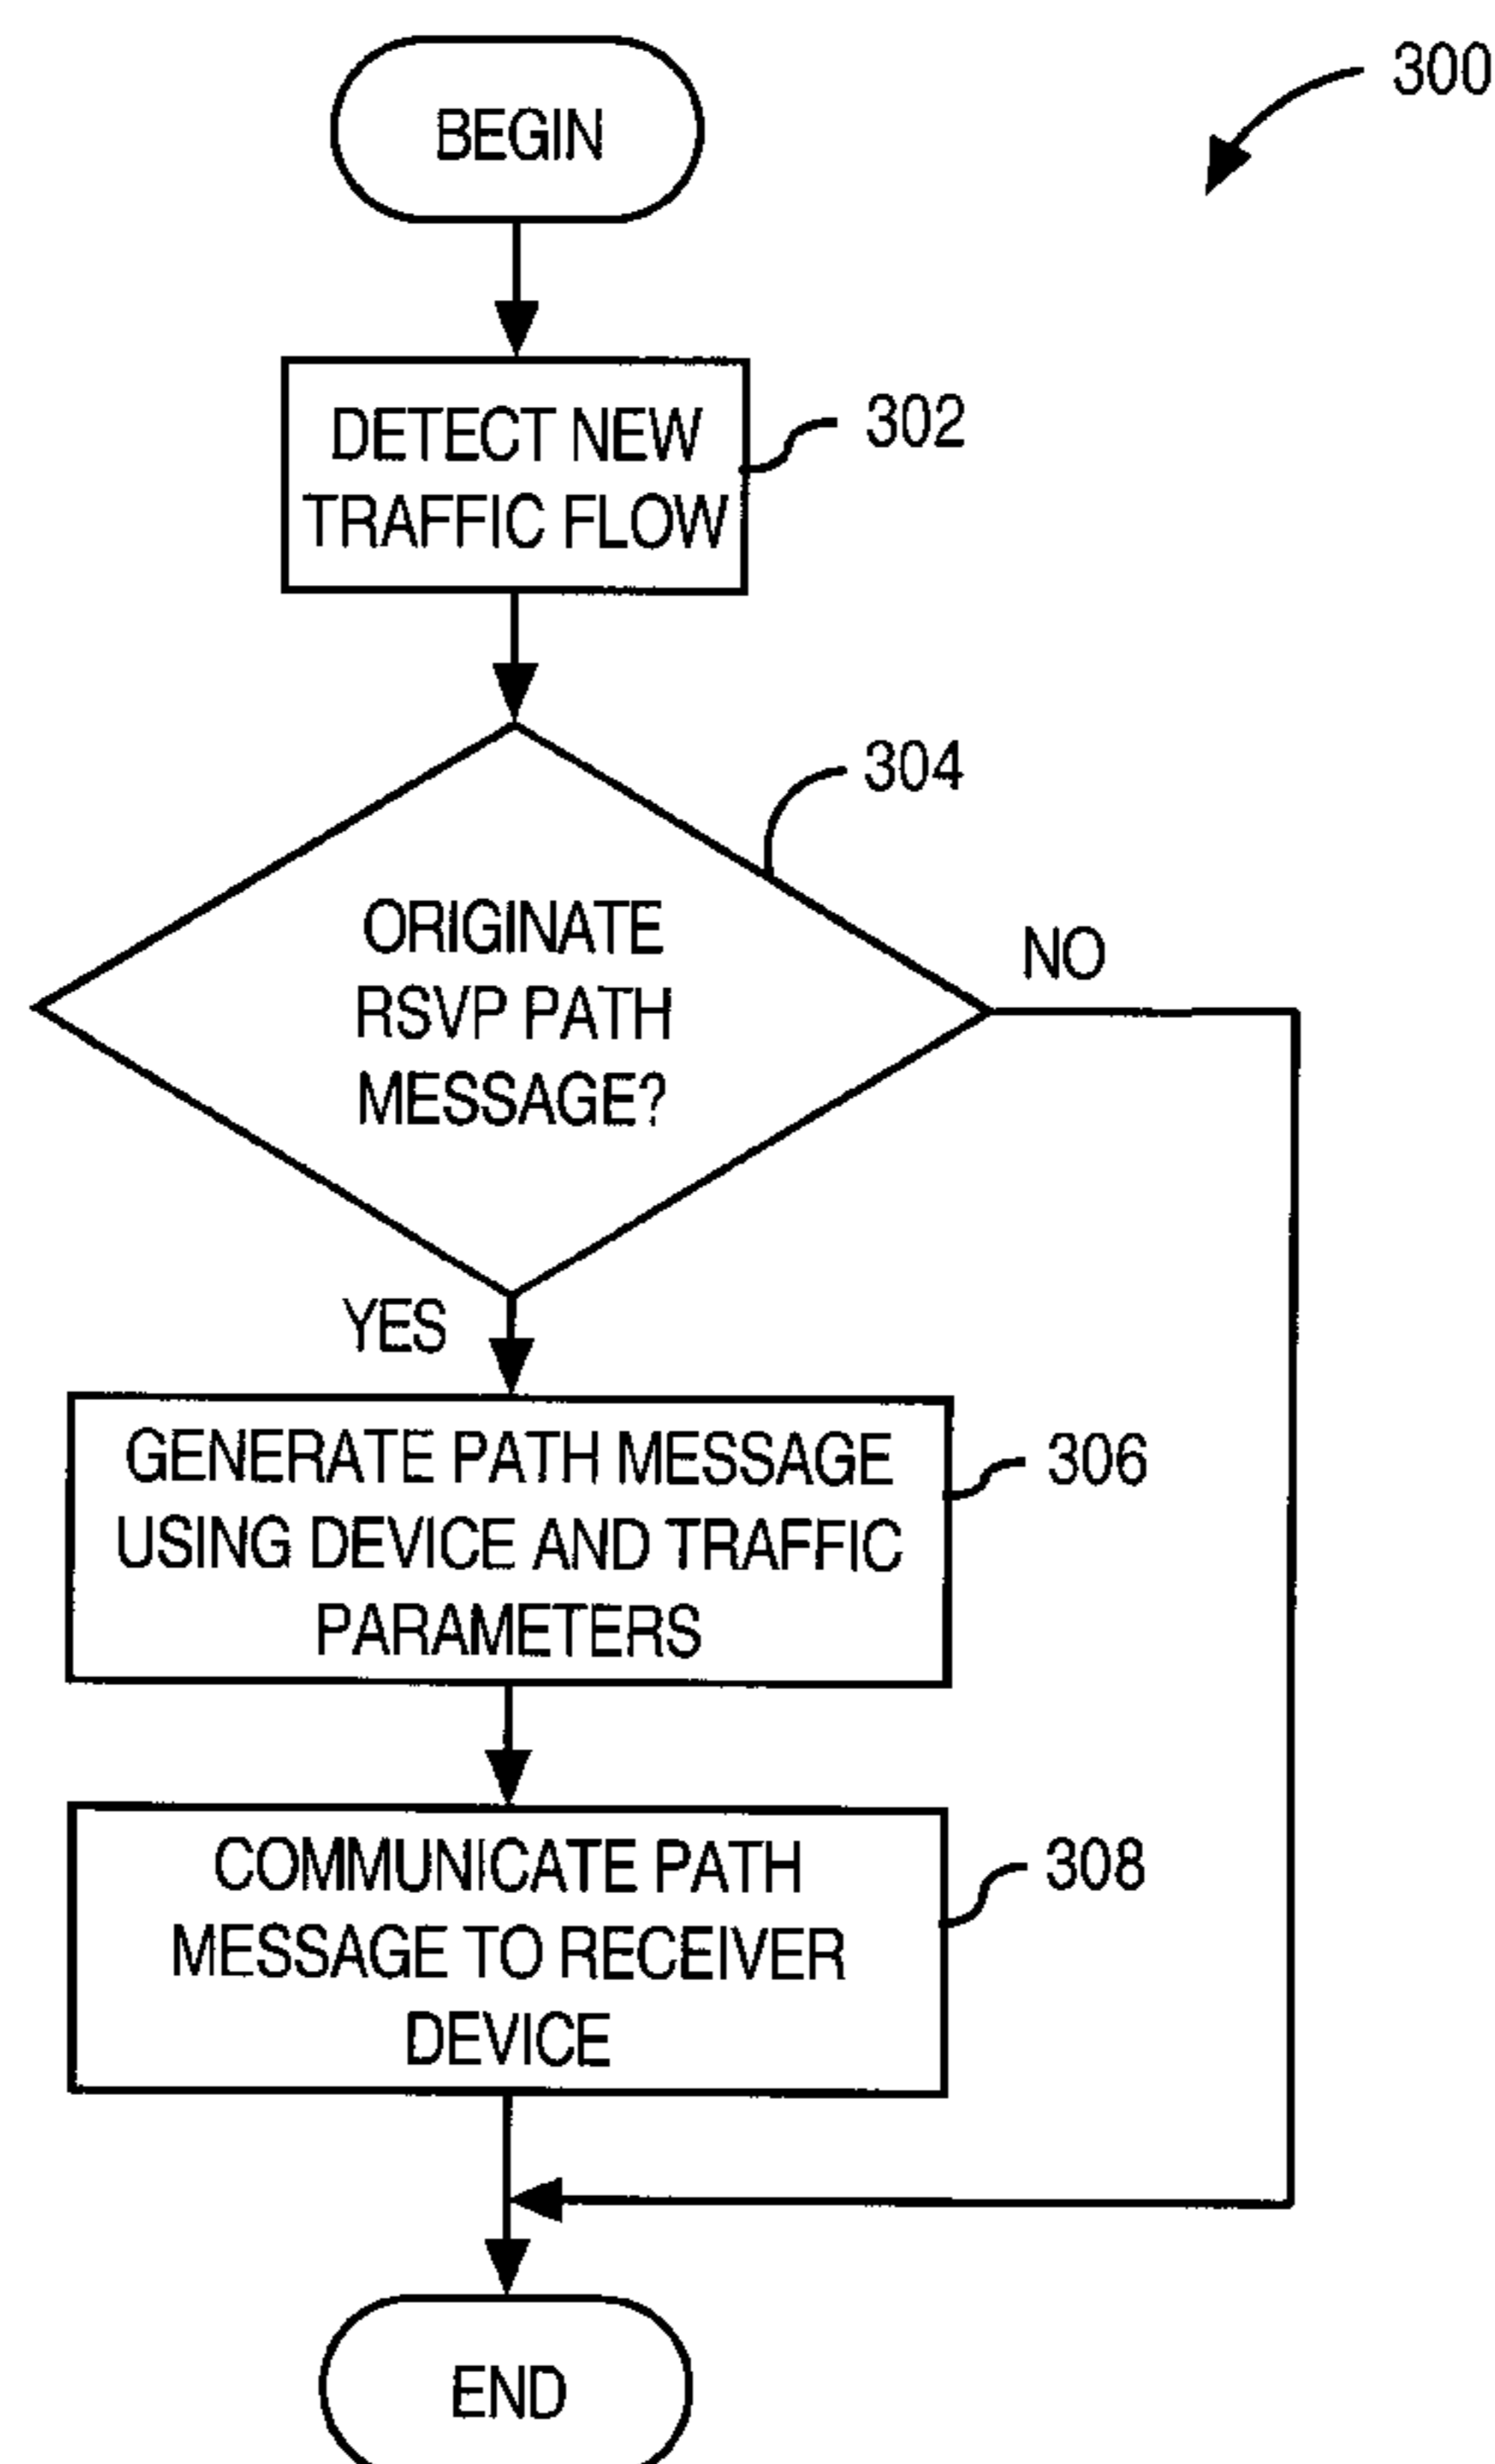 BEGIN
300
DETECT NEW
TRAFFIC FLOW
302
304
ORIGINATE
RSVP PATH
MESSAGE?
NO
YES
GENERATE PATH MESSAGE
USING DEVICE AND TRAFFIC
PARAMETERS
306
COMMUNICATE PATH
MESSAGE TO RECEIVER
DEVICE
308
END